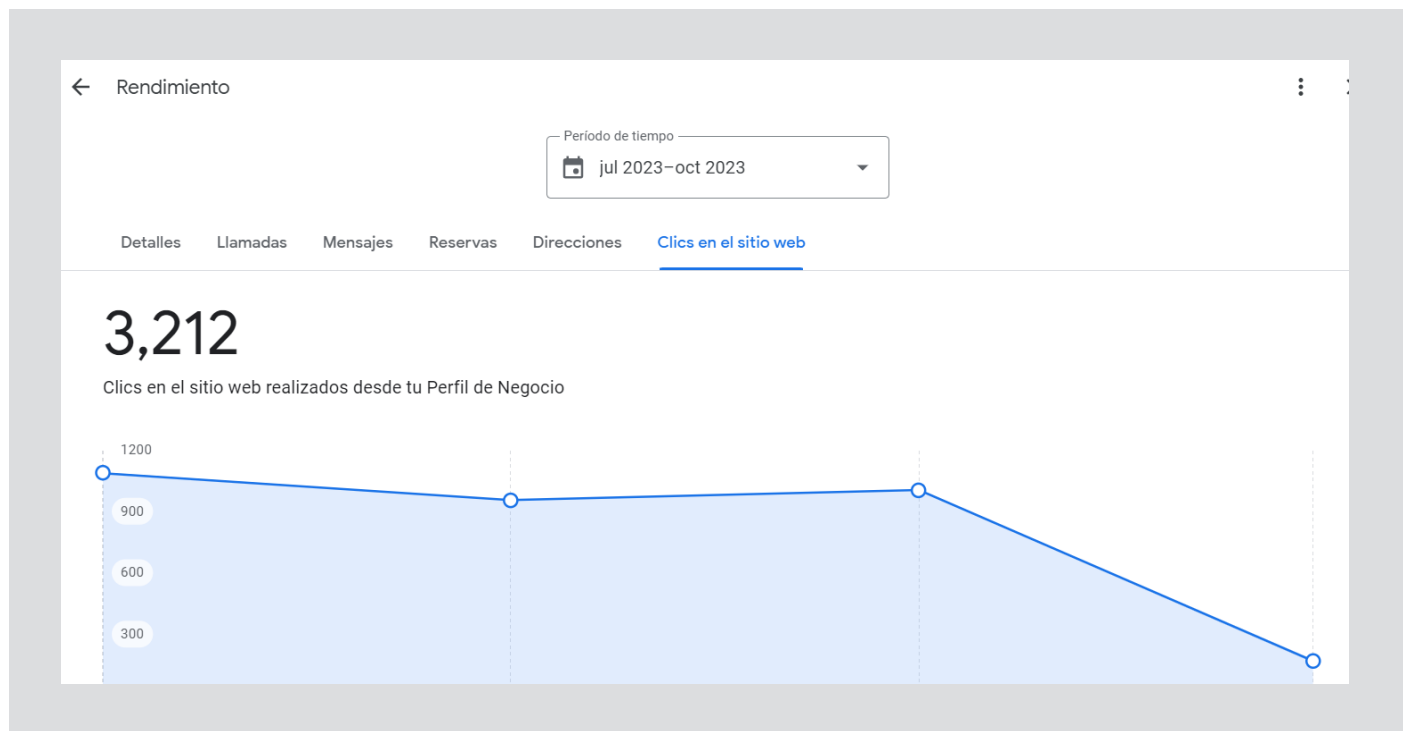 Rendimiento
Período de tiempo
jul 2023–oct 2023
Detalles Llamadas Mensajes Reservas Direcciones Clics en el sitio web
3,212
Clics en el sitio web realizados desde tu Perfil de Negocio
1200
900
600
300